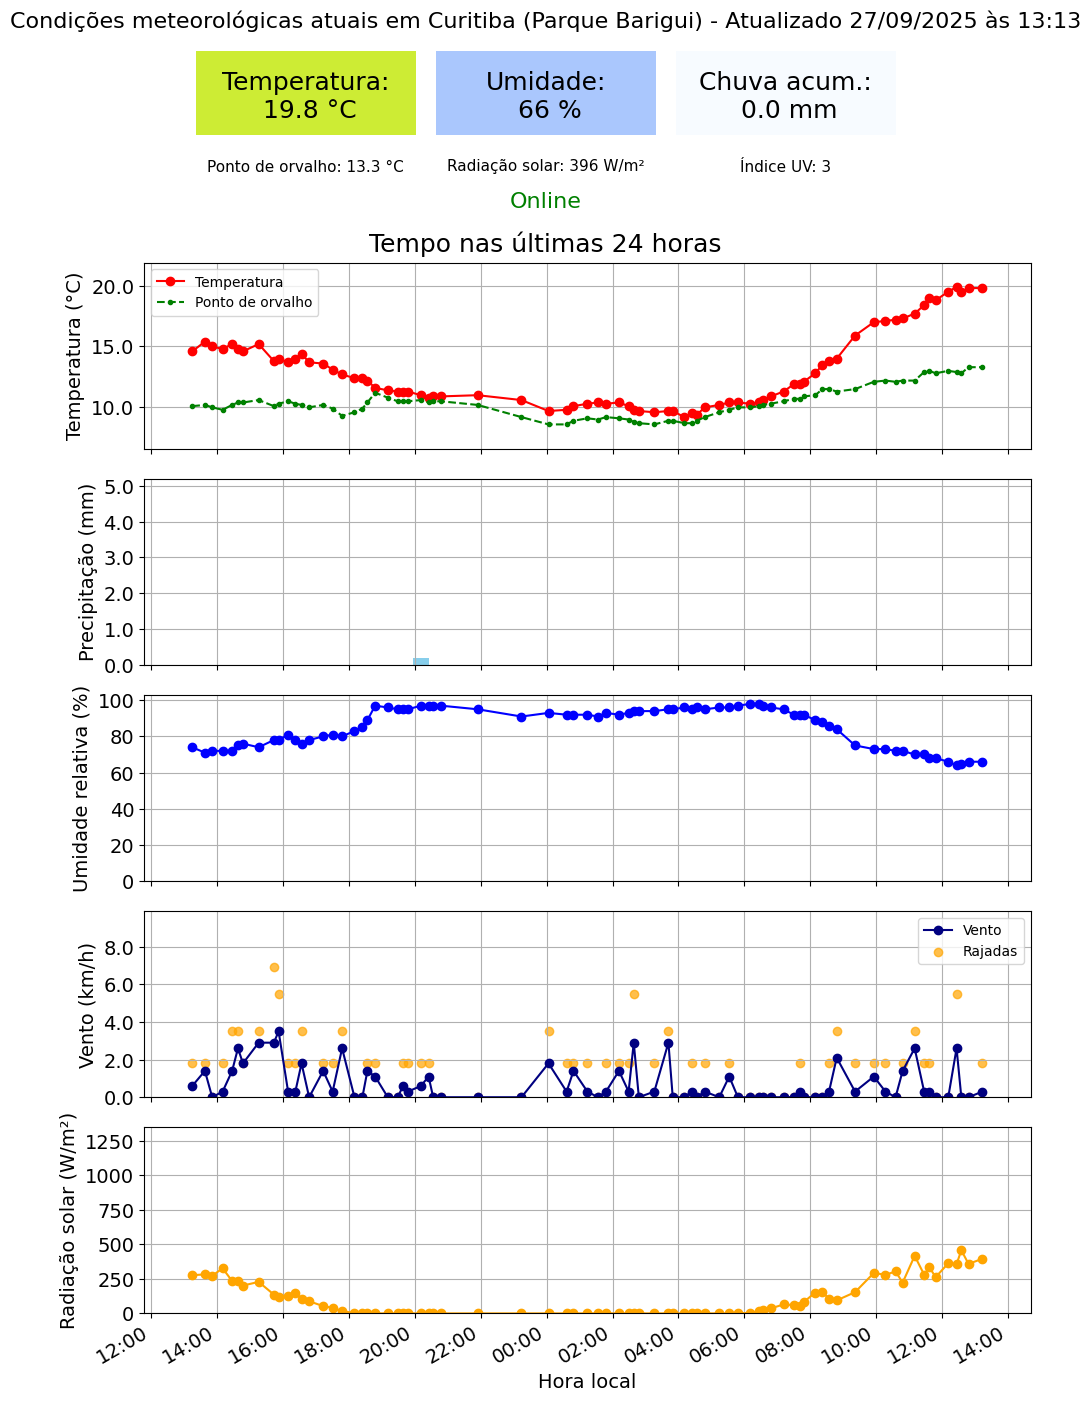 Condições meteorológicas atuais em Curitiba (Parque Barigui) - Atualizado 27/09/2025 às 13:13
Temperatura:
19.8 °C
Umidade:
66 %
Chuva acum.:
0.0 mm
Ponto de orvalho: 13.3 °C
Radiação solar: 396 W/m²
Índice UV: 3
Online
Tempo nas últimas 24 horas
Temperatura (°C)
20.0
15.0
10.0
Temperatura
Ponto de orvalho
Precipitação (mm)
5.0
4.0
3.0
2.0
1.0
0.0
Umidade relativa (%)
100
80
60
40
20
0
Vento (km/h)
8.0
6.0
4.0
2.0
0.0
Vento
Rajadas
Radiação solar (W/m²)
1250
1000
750
500
250
0
12:00
14:00
16:00
18:00
20:00
22:00
00:00
02:00
04:00
06:00
08:00
10:00
12:00
14:00
Hora local